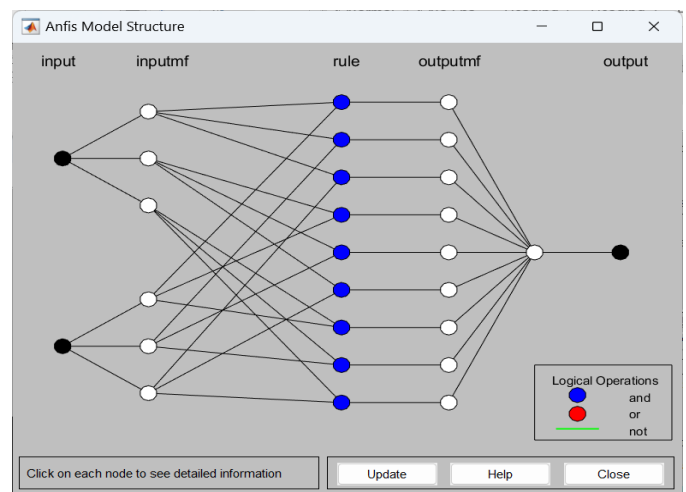 Anfis Model Structure
input inputmf rule outputmf output
Logical Operations
and
or
not
Click on each node to see detailed information
Update Help Close